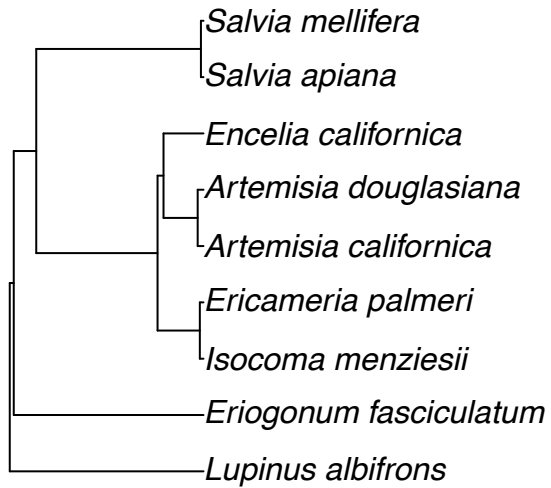 Salvia mellifera
Salvia apiana
Encelia californica
Artemisia douglasiana
Artemisia californica
Ericameria palmeri
Isocoma menziesii
Eriogonum fasciculatum
Lupinus albifrons